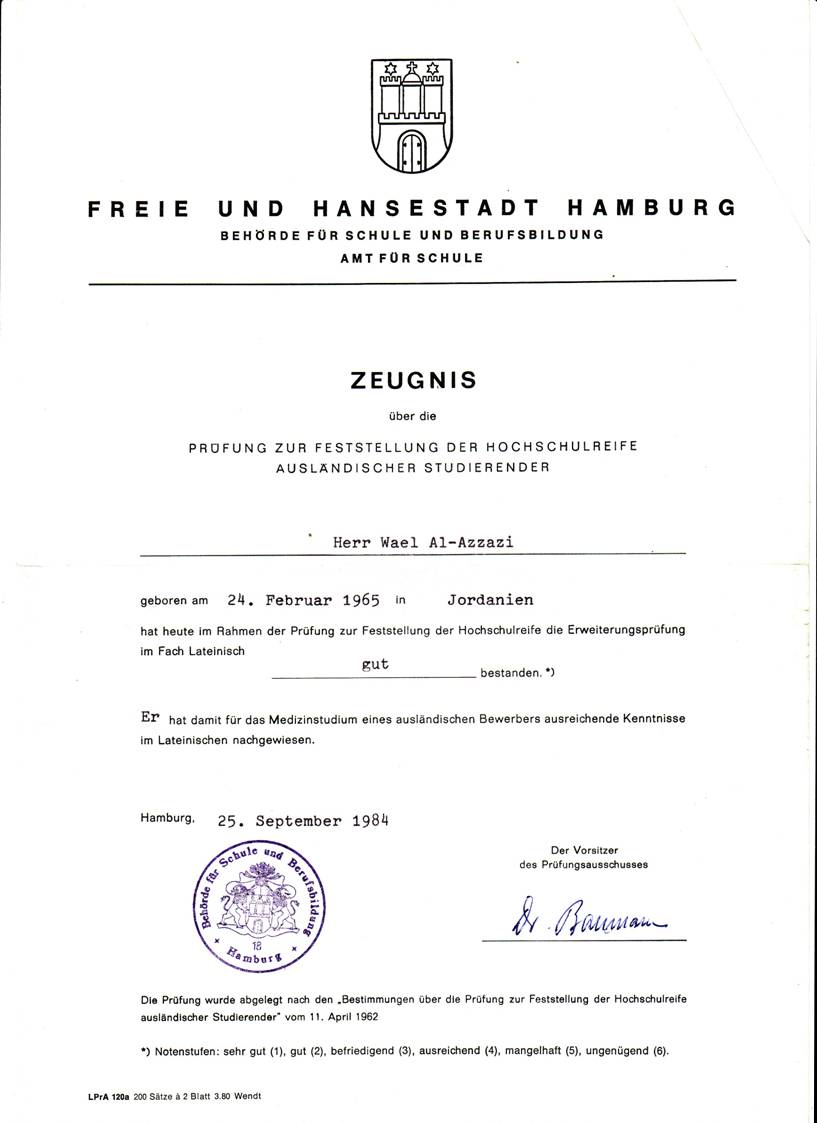 FREIE UND HANSESTADT HAMBURG
BEHÖRDE FÜR SCHULE UND BERUFSBILDUNG
AMT FÜR SCHULE
ZEUGNIS
über die
PRÜFUNG ZUR FESTSTELLUNG DER HOCHSCHULREIFE
AUSLÄNDISCHER STUDIERENDER
Herr Wael Al-Azzazi
geboren am 24. Februar 1965 in Jordanien
hat heute im Rahmen der Prüfung zur Feststellung der Hochschulreife die Erweiterungsprüfung
im Fach Lateinisch
gut bestanden. *)
Er hat damit für das Medizinstudium eines ausländischen Bewerbers ausreichende Kenntnisse
im Lateinischen nachgewiesen.
Hamburg, 25. September 1984
Behörde für Schule und Berufsbildung
18
Hamburg
Der Vorsitzer
des Prüfungsausschusses
Dr. Baumann
Die Prüfung wurde abgelegt nach den „Bestimmungen über die Prüfung zur Feststellung der Hochschulreife
ausländischer Studierender" vom 11. April 1962
*) Notenstufen: sehr gut (1), gut (2), befriedigend (3), ausreichend (4), mangelhaft (5), ungenügend (6).
LPrA 120a 200 Sätze à 2 Blatt 3.80 Wendt